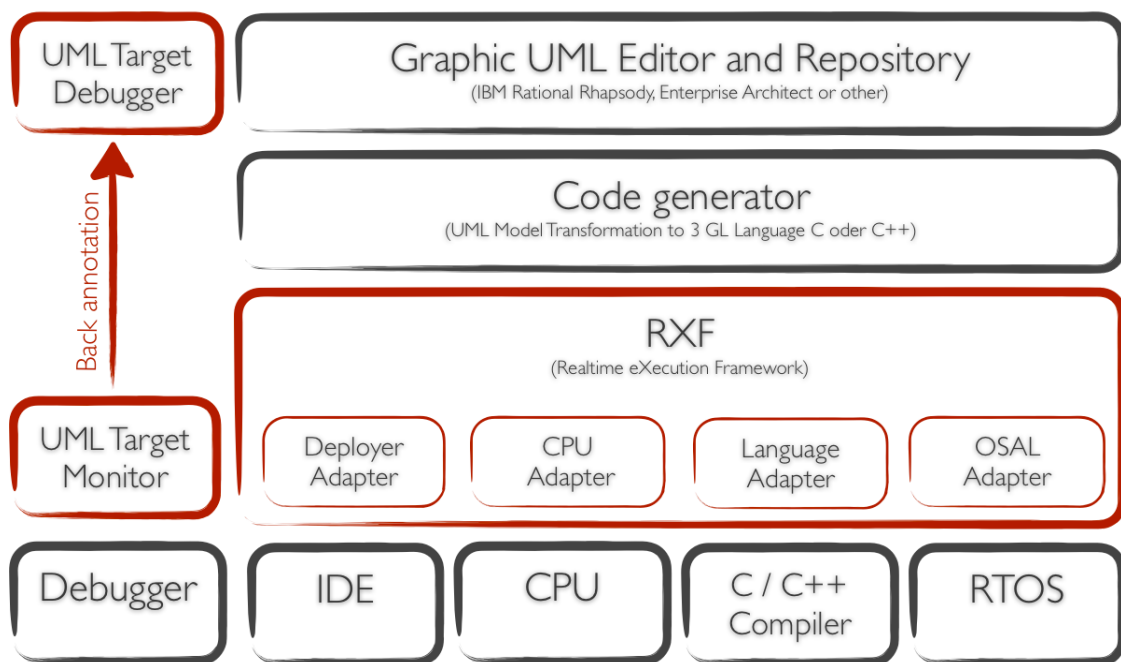 UML Target
Debugger
Graphic UML Editor and Repository
(IBM Rational Rhapsody, Enterprise Architect or other)
Back annotation
Code generator
(UML Model Transformation to 3 GL Language C oder C++)
RXF
(Realtime eXecution Framework)
UML Target
Monitor
Deployer
Adapter
CPU
Adapter
Language
Adapter
OSAL
Adapter
Debugger
IDE
CPU
C / C++
Compiler
RTOS